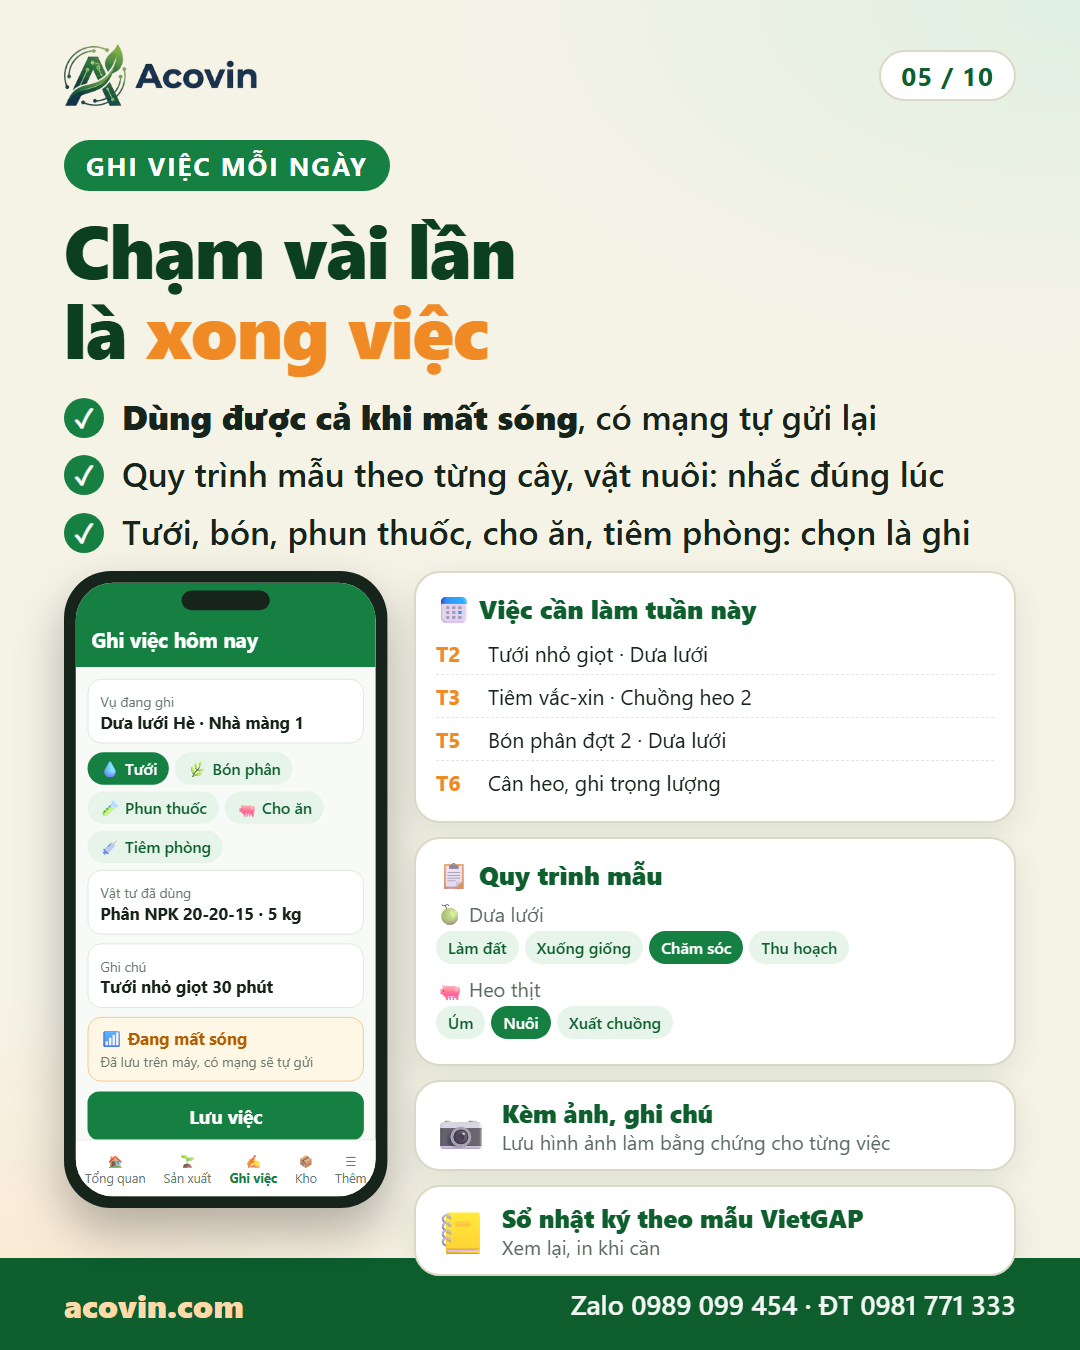 Acovin
05 / 10
GHI VIỆC MỖI NGÀY
Chạm vài lần
là xong việc
Dùng được cả khi mất sóng, có mạng tự gửi lại
Quy trình mẫu theo từng cây, vật nuôi: nhắc đúng lúc
Tưới, bón, phun thuốc, cho ăn, tiêm phòng: chọn là ghi
Ghi việc hôm nay
Vụ đang ghi
Dưa lưới Hè · Nhà màng 1
Tưới
Bón phân
Phun thuốc
Cho ăn
Tiêm phòng
Vật tư đã dùng
Phân NPK 20-20-15 · 5 kg
Ghi chú
Tưới nhỏ giọt 30 phút
Đang mất sóng
Đã lưu trên máy, có mạng sẽ tự gửi
Lưu việc
Tổng quan
Sản xuất
Ghi việc
Kho
Thêm
Việc cần làm tuần này
T2 Tưới nhỏ giọt · Dưa lưới
T3 Tiêm vắc-xin · Chuồng heo 2
T5 Bón phân đợt 2 · Dưa lưới
T6 Cân heo, ghi trọng lượng
Quy trình mẫu
Dưa lưới
Làm đất
Xuống giống
Chăm sóc
Thu hoạch
Heo thịt
Úm
Nuôi
Xuất chuồng
Kèm ảnh, ghi chú
Lưu hình ảnh làm bằng chứng cho từng việc
Sổ nhật ký theo mẫu VietGAP
Xem lại, in khi cần
acovin.com
Zalo 0989 099 454 · ĐT 0981 771 333